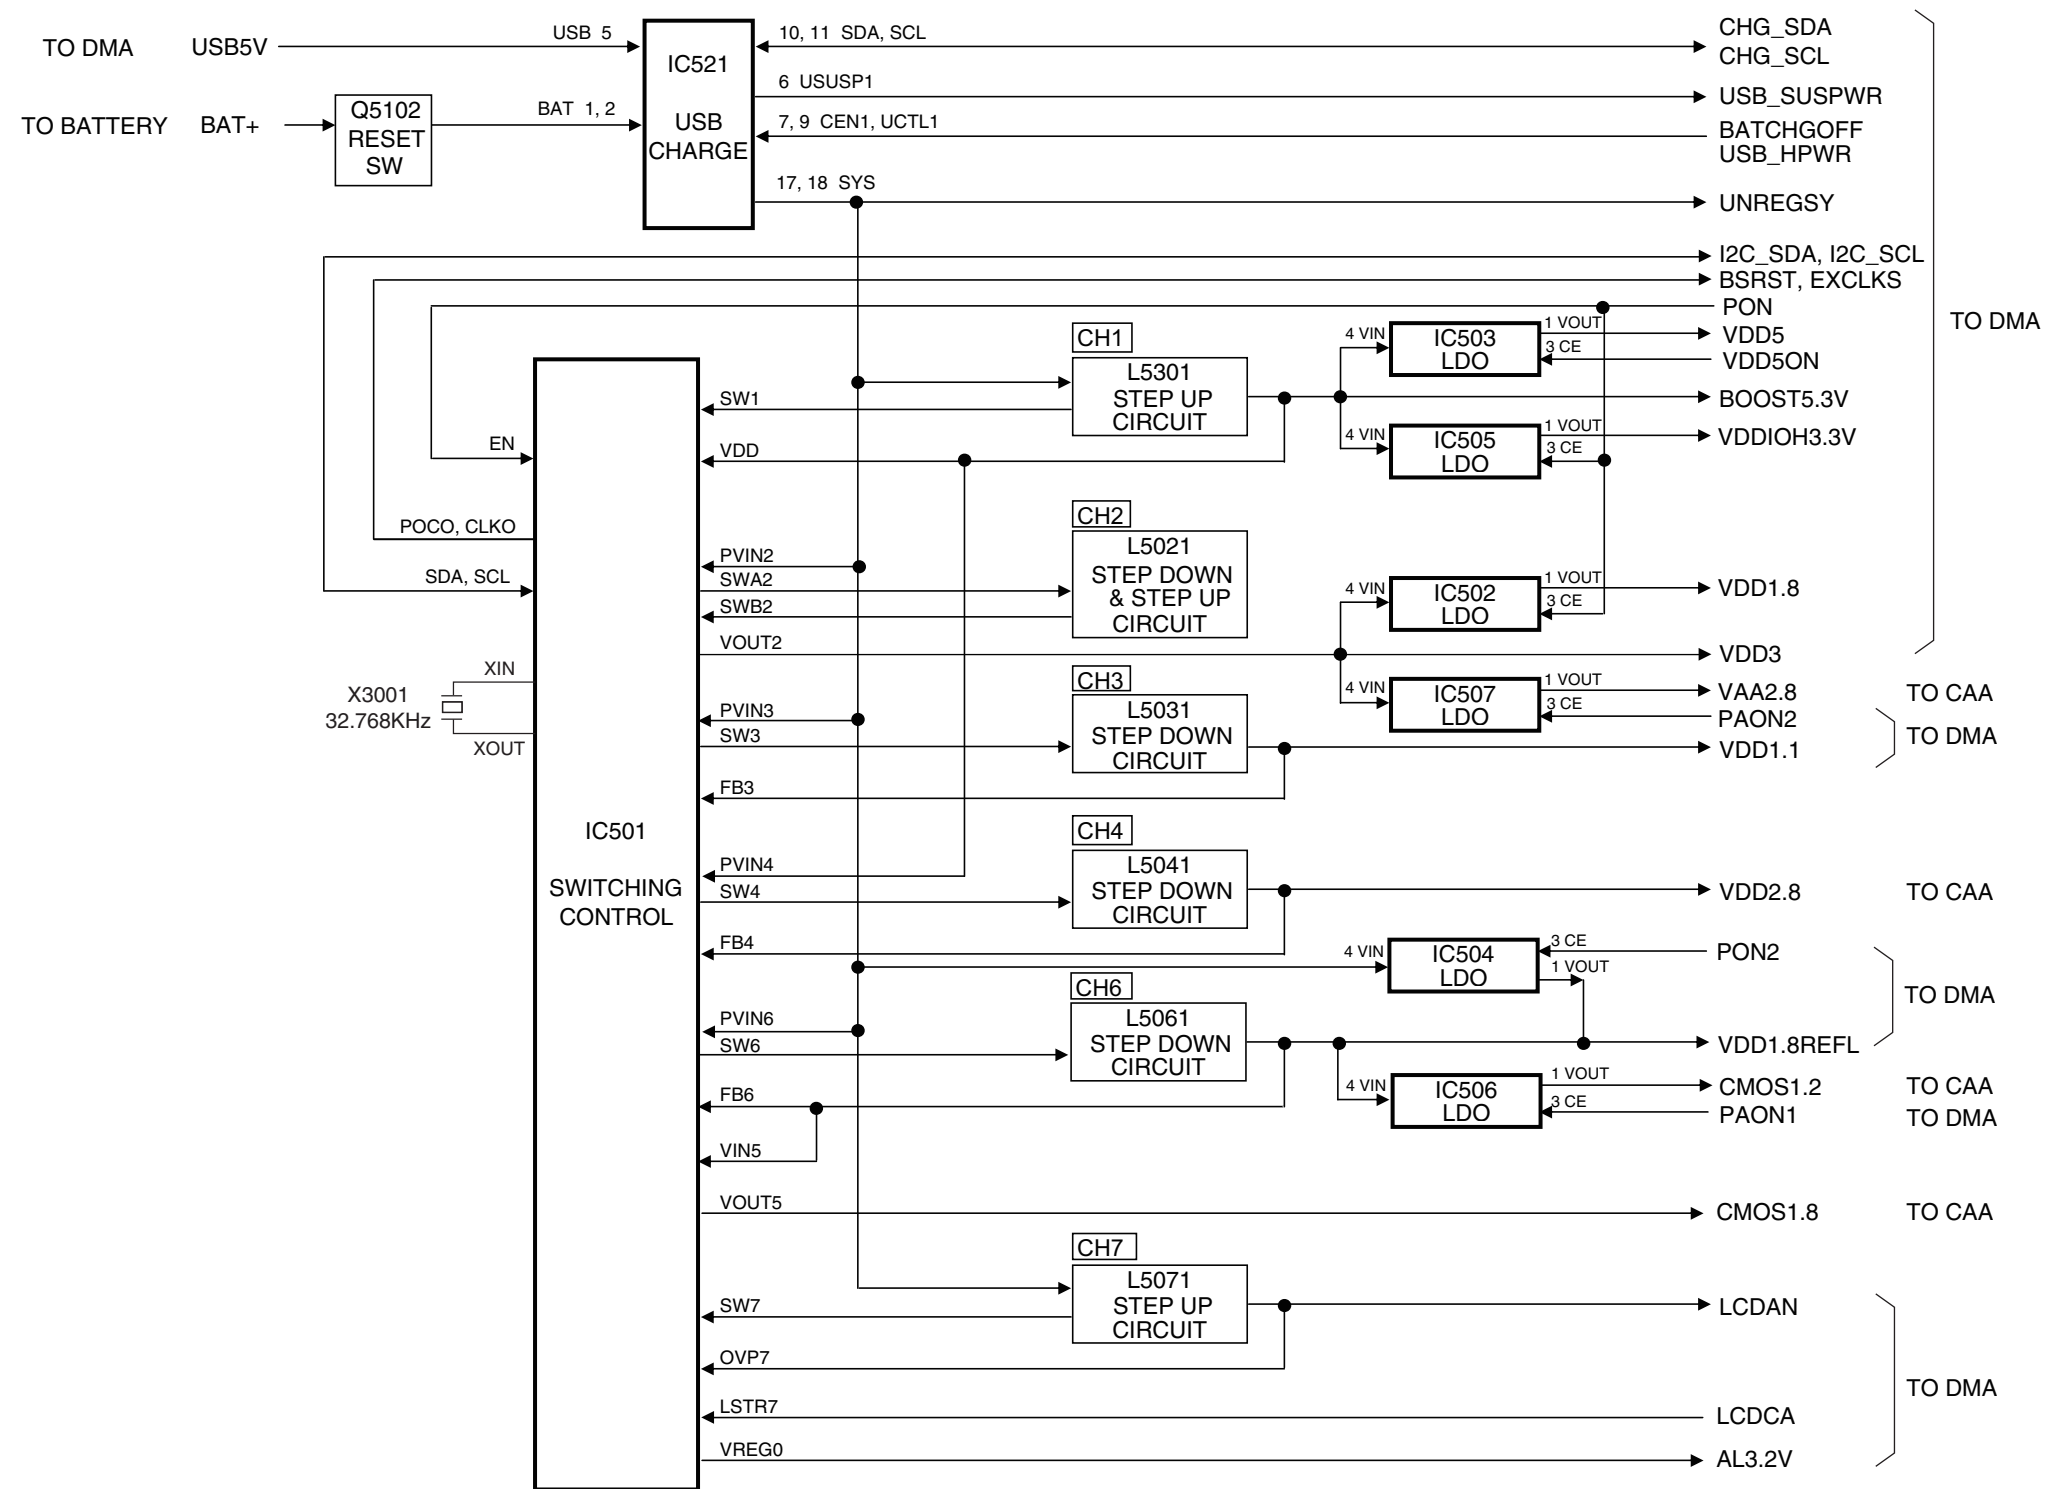 TO DMA USB5V USB 5
TO BATTERY BAT+ BAT 1, 2
Q5102
RESET
SW
IC521
USB
CHARGE
10, 11 SDA, SCL
CHG_SDA
CHG_SCL
6 USUSP1
USB_SUSPWR
7, 9 CEN1, UCTL1
BATCHGOFF
USB_HPWR
17, 18 SYS
UNREGSY
I2C_SDA, I2C_SCL
BSRST, EXCLKS
PON
TO DMA
EN
POCO, CLKO
SDA, SCL
XIN
X3001
32.768KHz
XOUT
IC501
SWITCHING
CONTROL
CH1
L5301
STEP UP
CIRCUIT
SW1
VDD
4 VIN
IC503
LDO
1 VOUT
3 CE
VDD5
VDD5ON
BOOST5.3V
4 VIN
IC505
LDO
1 VOUT
3 CE
VDDIOH3.3V
CH2
L5021
STEP DOWN
& STEP UP
CIRCUIT
PVIN2
SWA2
SWB2
VOUT2
4 VIN
IC502
LDO
1 VOUT
3 CE
VDD1.8
VDD3
CH3
L5031
STEP DOWN
CIRCUIT
PVIN3
SW3
FB3
4 VIN
IC507
LDO
1 VOUT
3 CE
VAA2.8 TO CAA
PAON2
VDD1.1
TO DMA
CH4
L5041
STEP DOWN
CIRCUIT
PVIN4
SW4
FB4
VDD2.8 TO CAA
4 VIN
IC504
LDO
3 CE
1 VOUT
PON2
TO DMA
CH6
L5061
STEP DOWN
CIRCUIT
PVIN6
SW6
FB6
VIN5
VDD1.8REFL
4 VIN
IC506
LDO
1 VOUT
3 CE
CMOS1.2 TO CAA
PAON1 TO DMA
VOUT5
CMOS1.8 TO CAA
CH7
L5071
STEP UP
CIRCUIT
SW7
OVP7
LCDAN
LSTR7
LCDCA
TO DMA
VREG0
AL3.2V